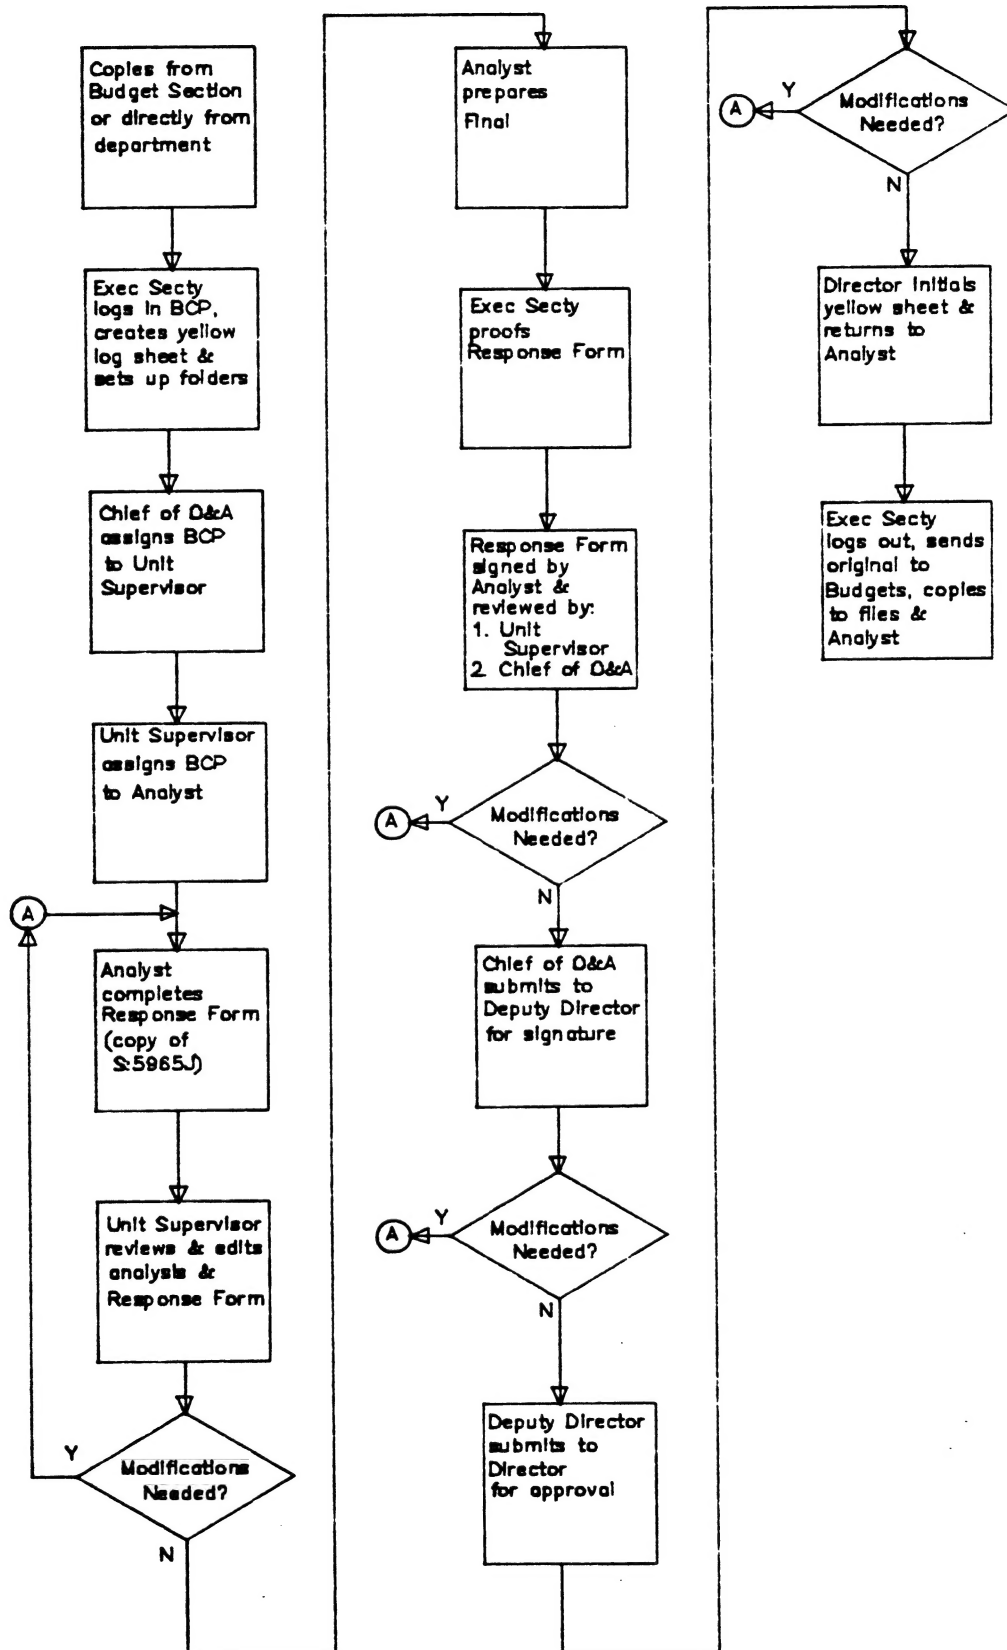 Copies from
Budget Section
or directly from
department
Exec Secty
logs in BCP,
creates yellow
log sheet &
sets up folders
Chief of O&A
assigns BCP
to Unit
Supervisor
Unit Supervisor
assigns BCP
to Analyst
A
Analyst
completes
Response Form
(copy of
S:5965J)
Unit Supervisor
reviews & edits
analysis &
Response Form
Y
Modifications
Needed?
N
Analyst
prepares
Final
Exec Secty
proofs
Response Form
Response Form
signed by
Analyst &
reviewed by:
1. Unit
Supervisor
2. Chief of O&A
A
Y
Modifications
Needed?
N
Chief of O&A
submits to
Deputy Director
for signature
A
Y
Modifications
Needed?
N
Deputy Director
submits to
Director
for approval
A
Y
Modifications
Needed?
N
Director initials
yellow sheet &
returns to
Analyst
Exec Secty
logs out, sends
original to
Budgets, copies
to files &
Analyst